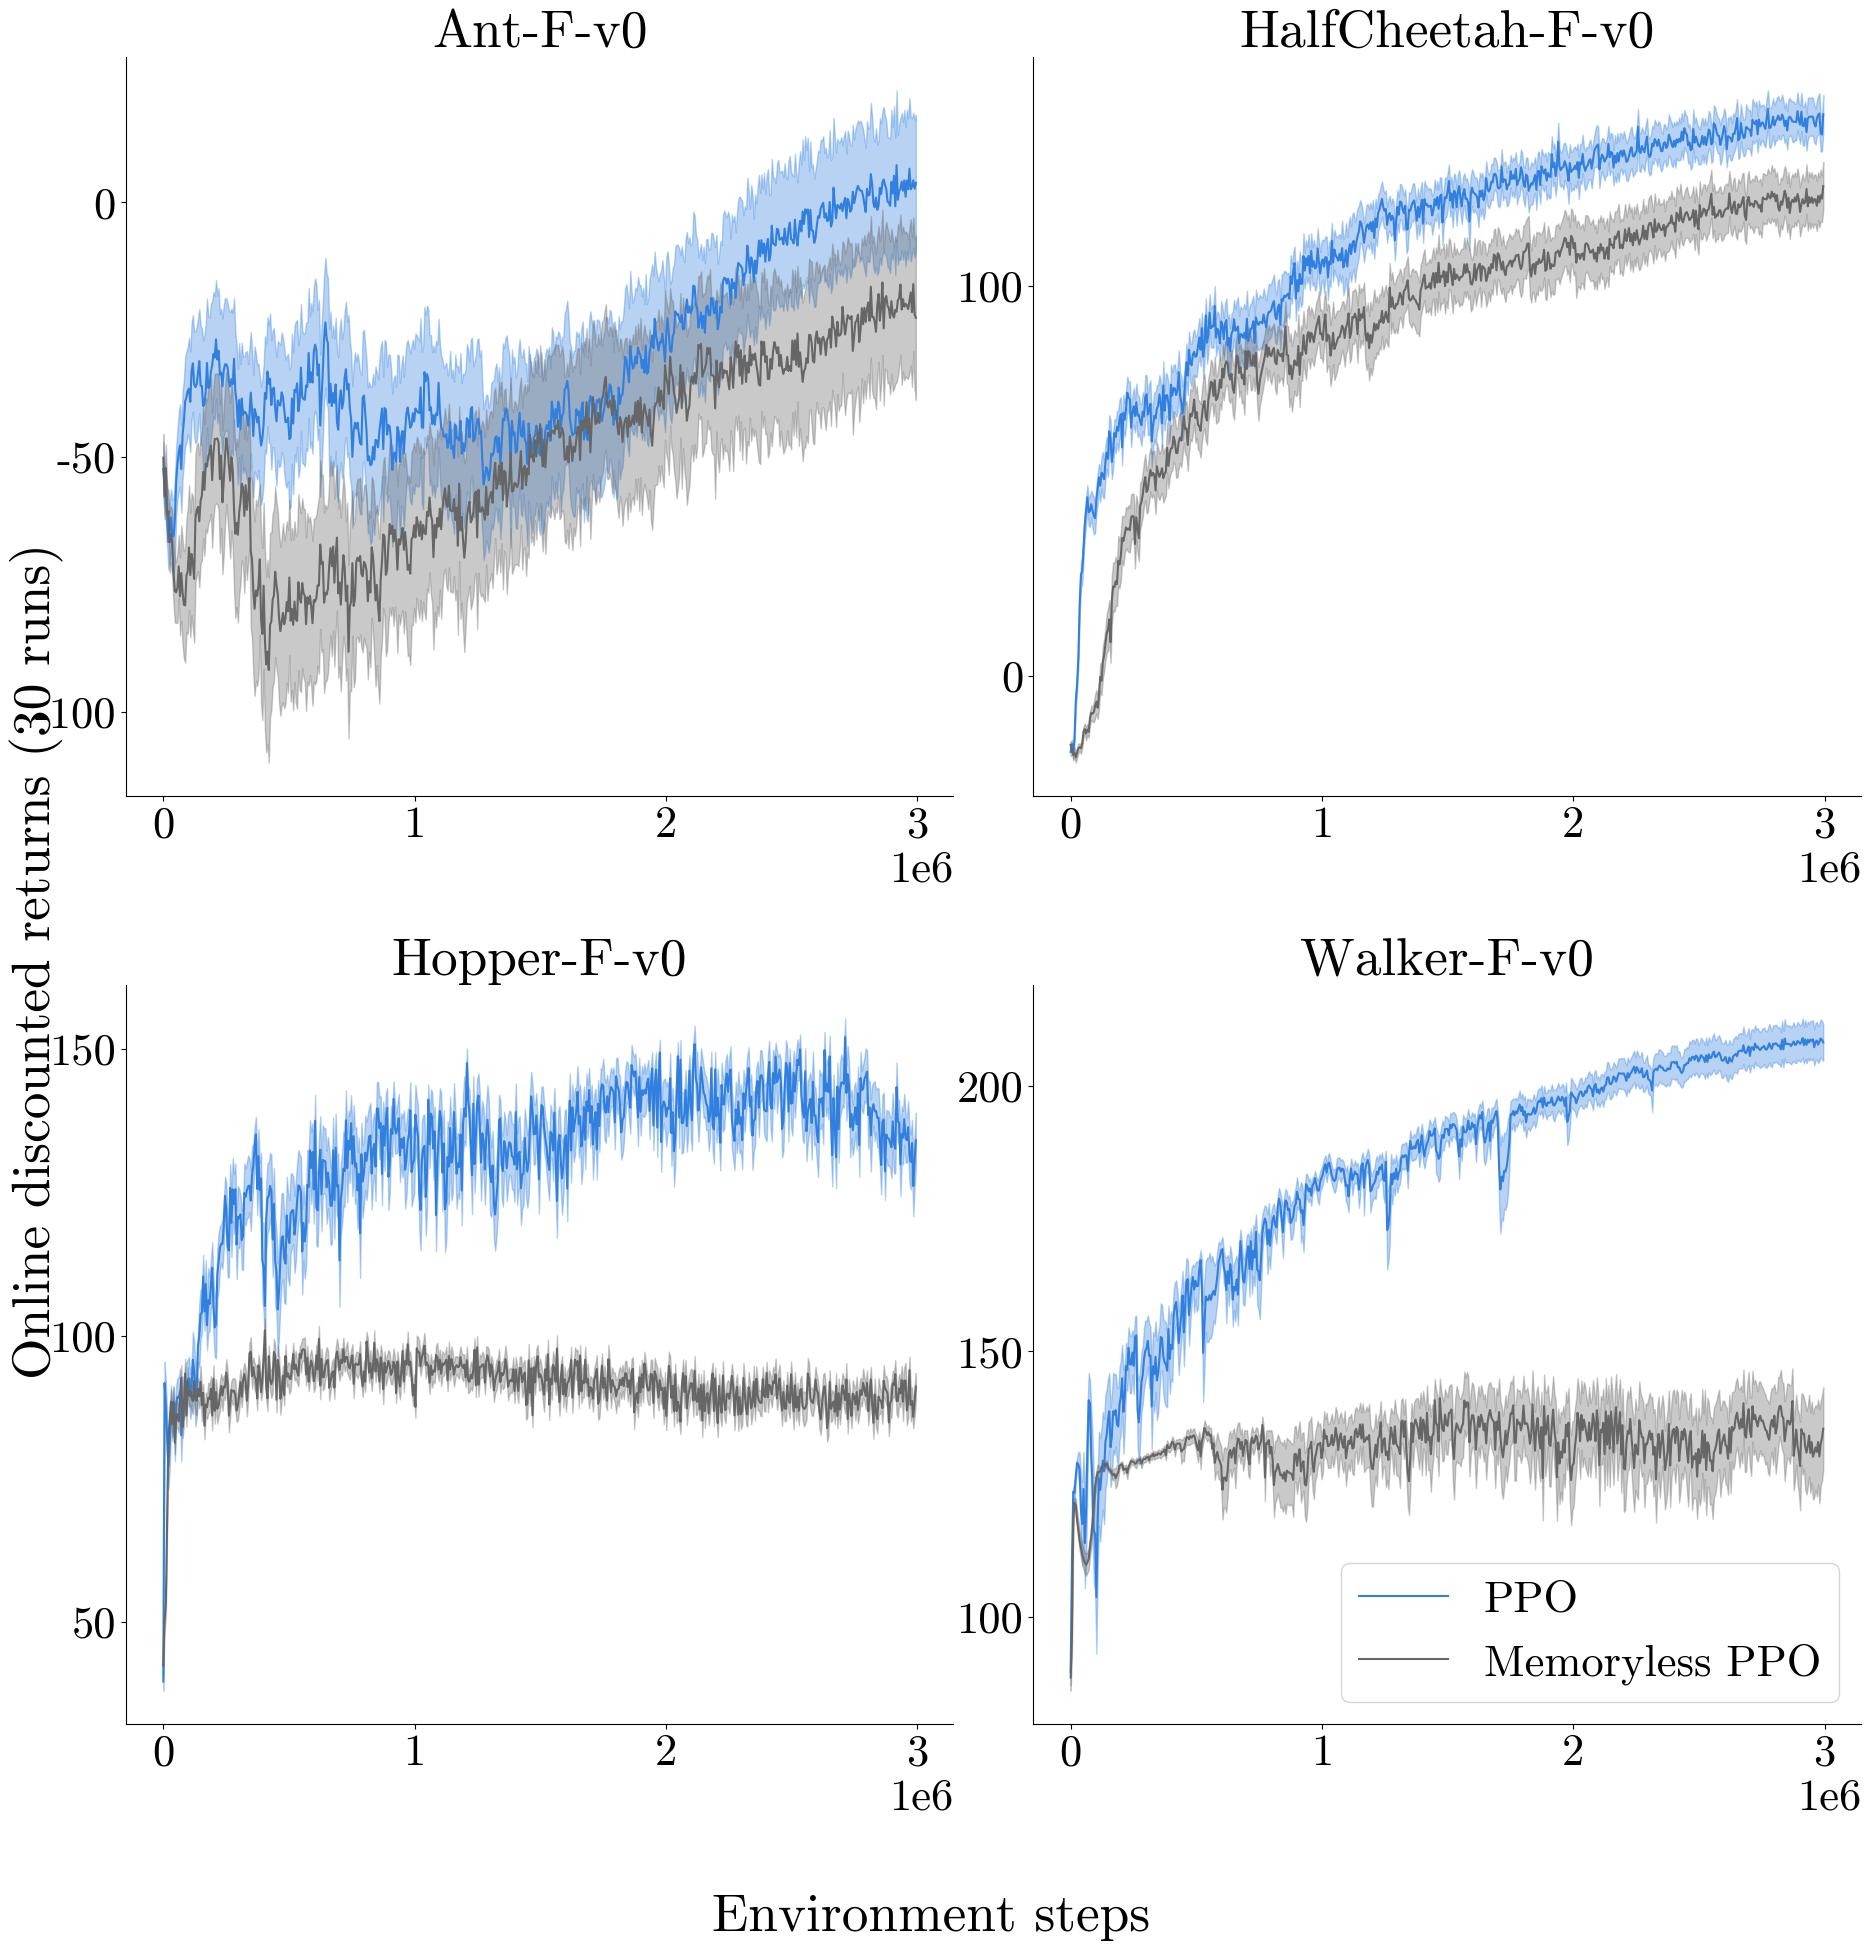 Ant-F-v0
HalfCheetah-F-v0
0
-50
-100
0 1 2 3
1e6
100
0
0 1 2 3
1e6
Online discounted returns (30 runs)
Hopper-F-v0
Walker-F-v0
150
100
50
0 1 2 3
1e6
200
150
100
PPO
Memoryless PPO
0 1 2 3
1e6
Environment steps